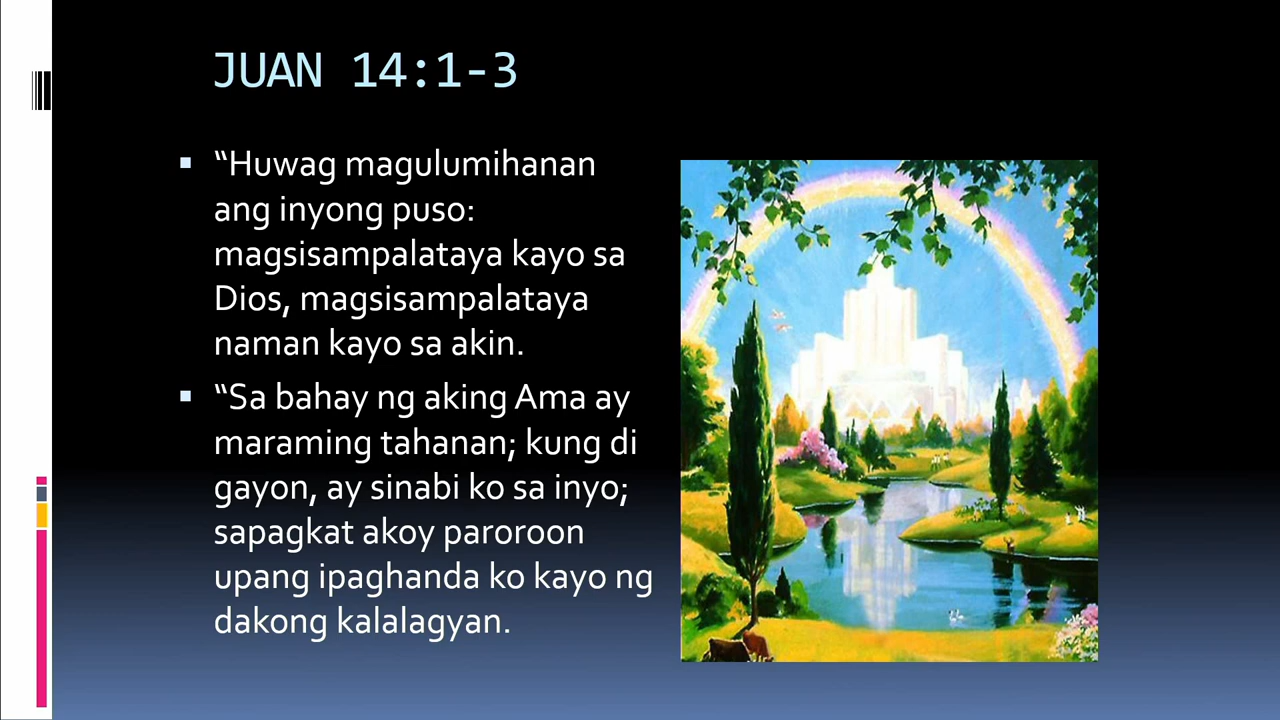 JUAN 14:1-3
“Huwag magulumihanan
ang inyong puso:
magsisampalataya kayo sa
Dios, magsisampalataya
naman kayo sa akin.
“Sa bahay ng aking Ama ay
maraming tahanan; kung di
gayon, ay sinabi ko sa inyo;
sapagkat akoy paroroon
upang ipaghanda ko kayo ng
dakong kalalagyan.